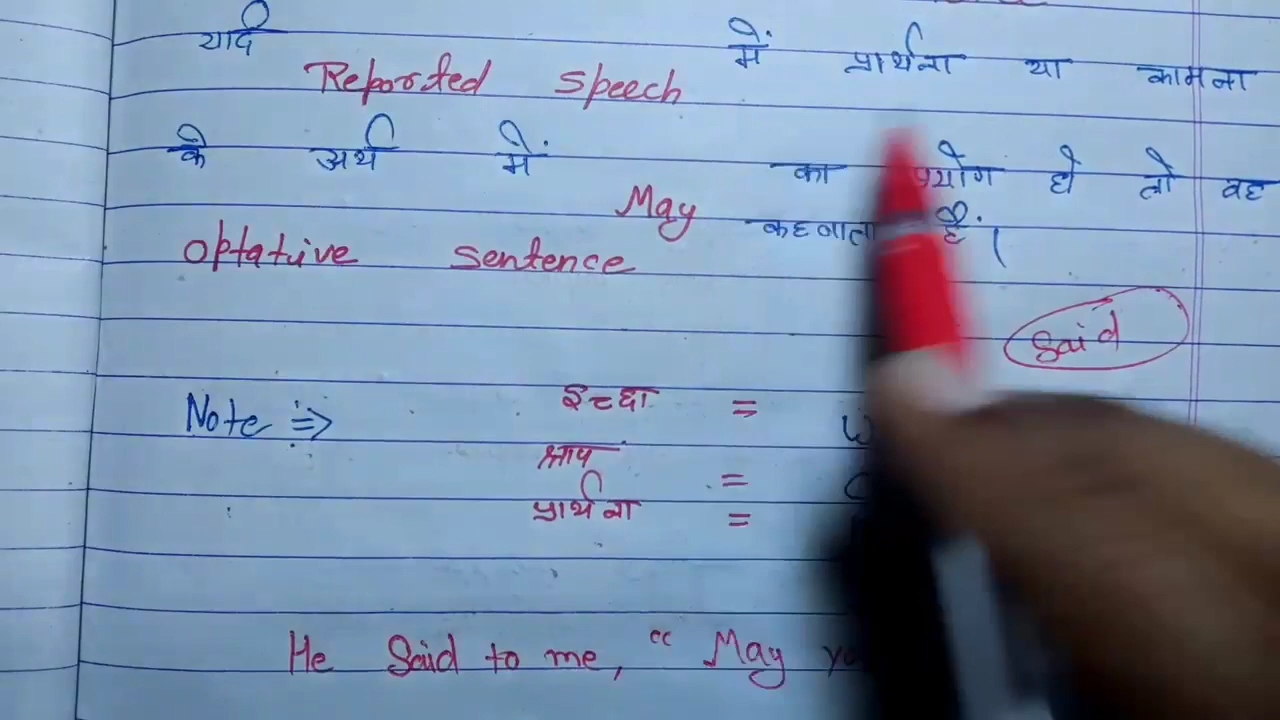 यदि Reported speech में प्रार्थना या कामना
के अर्थ में May का प्रयोग हो तो वह
optative sentence कहलाता है।
said
Note ⇒ इच्छा =
श्राप =
प्रार्थना =
He said to me, " May